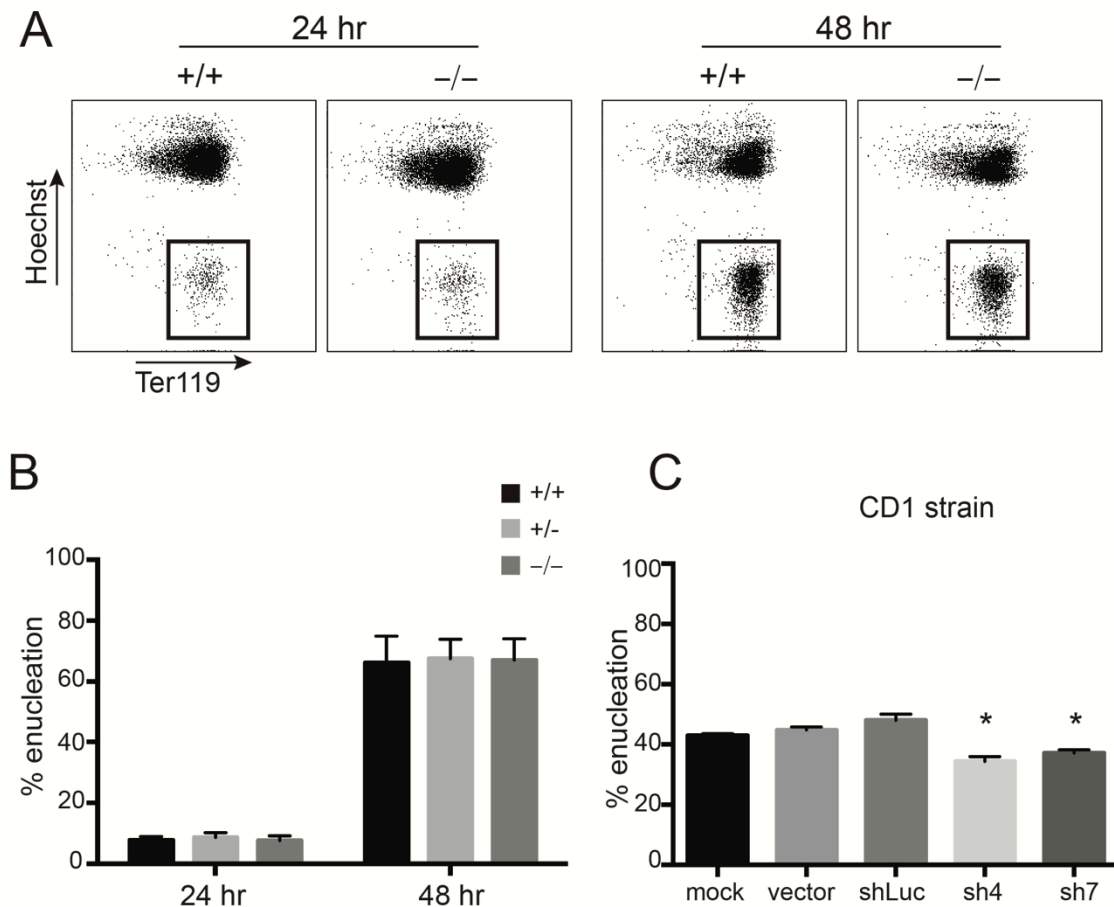 A
24 hr
48 hr
+/+
−/−
+/+
−/−
Hoechst
Ter119
B
+/+
+/-
−/−
% enucleation
100
80
60
40
20
0
24 hr
48 hr
C
CD1 strain
% enucleation
100
80
60
40
20
0
*
*
mock
vector
shLuc
sh4
sh7